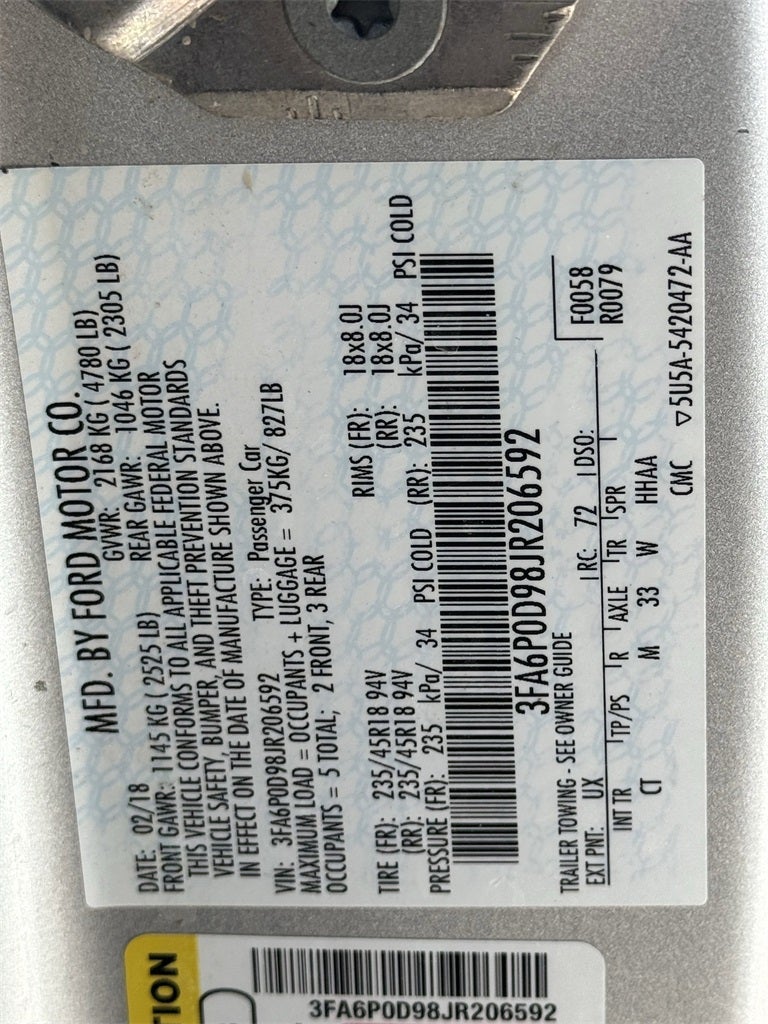 MFD. BY FORD MOTOR CO.
DATE: 02/18 GVWR: 2168 KG ( 4780 LB)
FRONT GAWR: 1145 KG ( 2525 LB) REAR GAWR: 1046 KG ( 2305 LB)
THIS VEHICLE CONFORMS TO ALL APPLICABLE FEDERAL MOTOR
VEHICLE SAFETY, BUMPER, AND THEFT PREVENTION STANDARDS
IN EFFECT ON THE DATE OF MANUFACTURE SHOWN ABOVE.
VIN: 3FA6P0D98JR206592 TYPE: Passenger Car
MAXIMUM LOAD = OCCUPANTS + LUGGAGE = 375KG/ 827LB
OCCUPANTS = 5 TOTAL; 2 FRONT, 3 REAR
TIRE (FR): 235/45R18 94V RIMS (FR): 18x8.0J
(RR): 235/45R18 94V (RR): 18x8.0J
PRESSURE (FR): 235 kPa/ 34 PSI COLD (RR): 235 kPa/ 34 PSI COLD
3FA6P0D98JR206592
TRAILER TOWING - SEE OWNER GUIDE F0058
EXT PNT: UX RC: 72 DSO: R0079
INT TR TP/PS R AXLE TR SPR
CT M 33 W HHAA
CMC ▽5U5A-5420472-AA
TION
3FA6P0D98JR206592